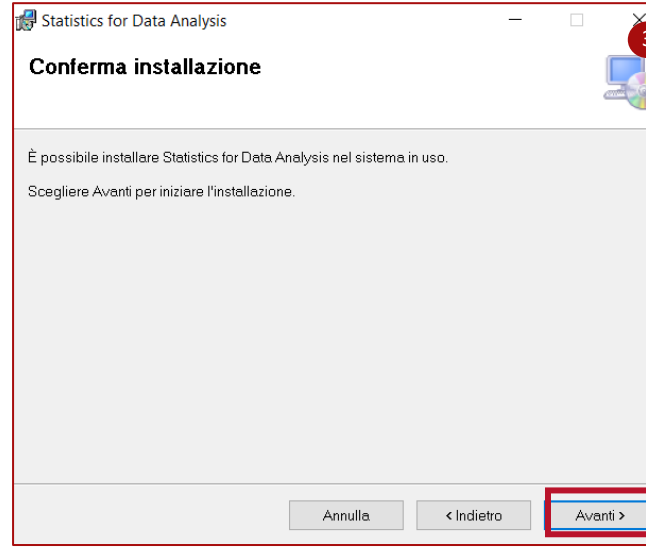 Statistics for Data Analysis
3
Conferma installazione
È possibile installare Statistics for Data Analysis nel sistema in uso.
Scegliere Avanti per iniziare l'installazione.
Annulla
< Indietro
Avanti >